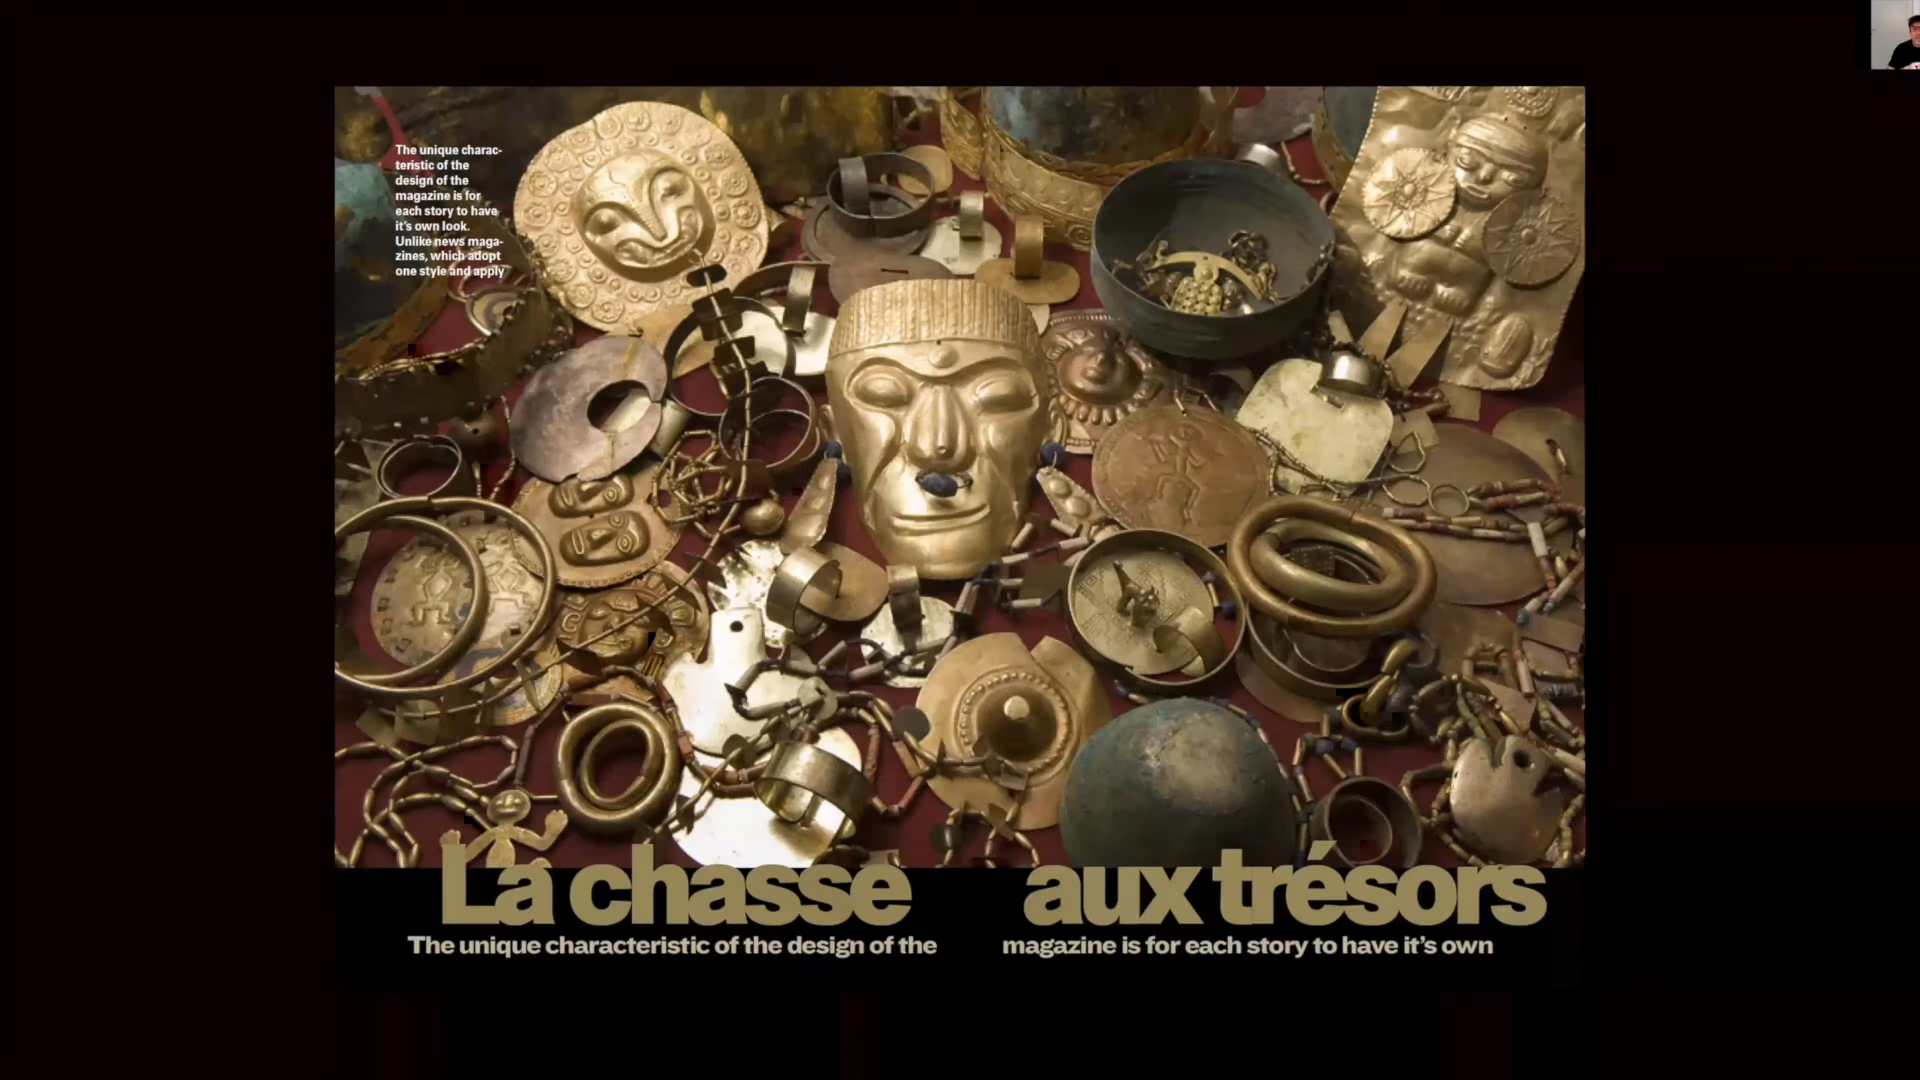 The unique charac-
teristic of the
design of the
magazine is for
each story to have
it's own look.
Unlike news maga-
zines, which adopt
one style and apply
La chasse aux trésors
The unique characteristic of the design of the magazine is for each story to have it's own